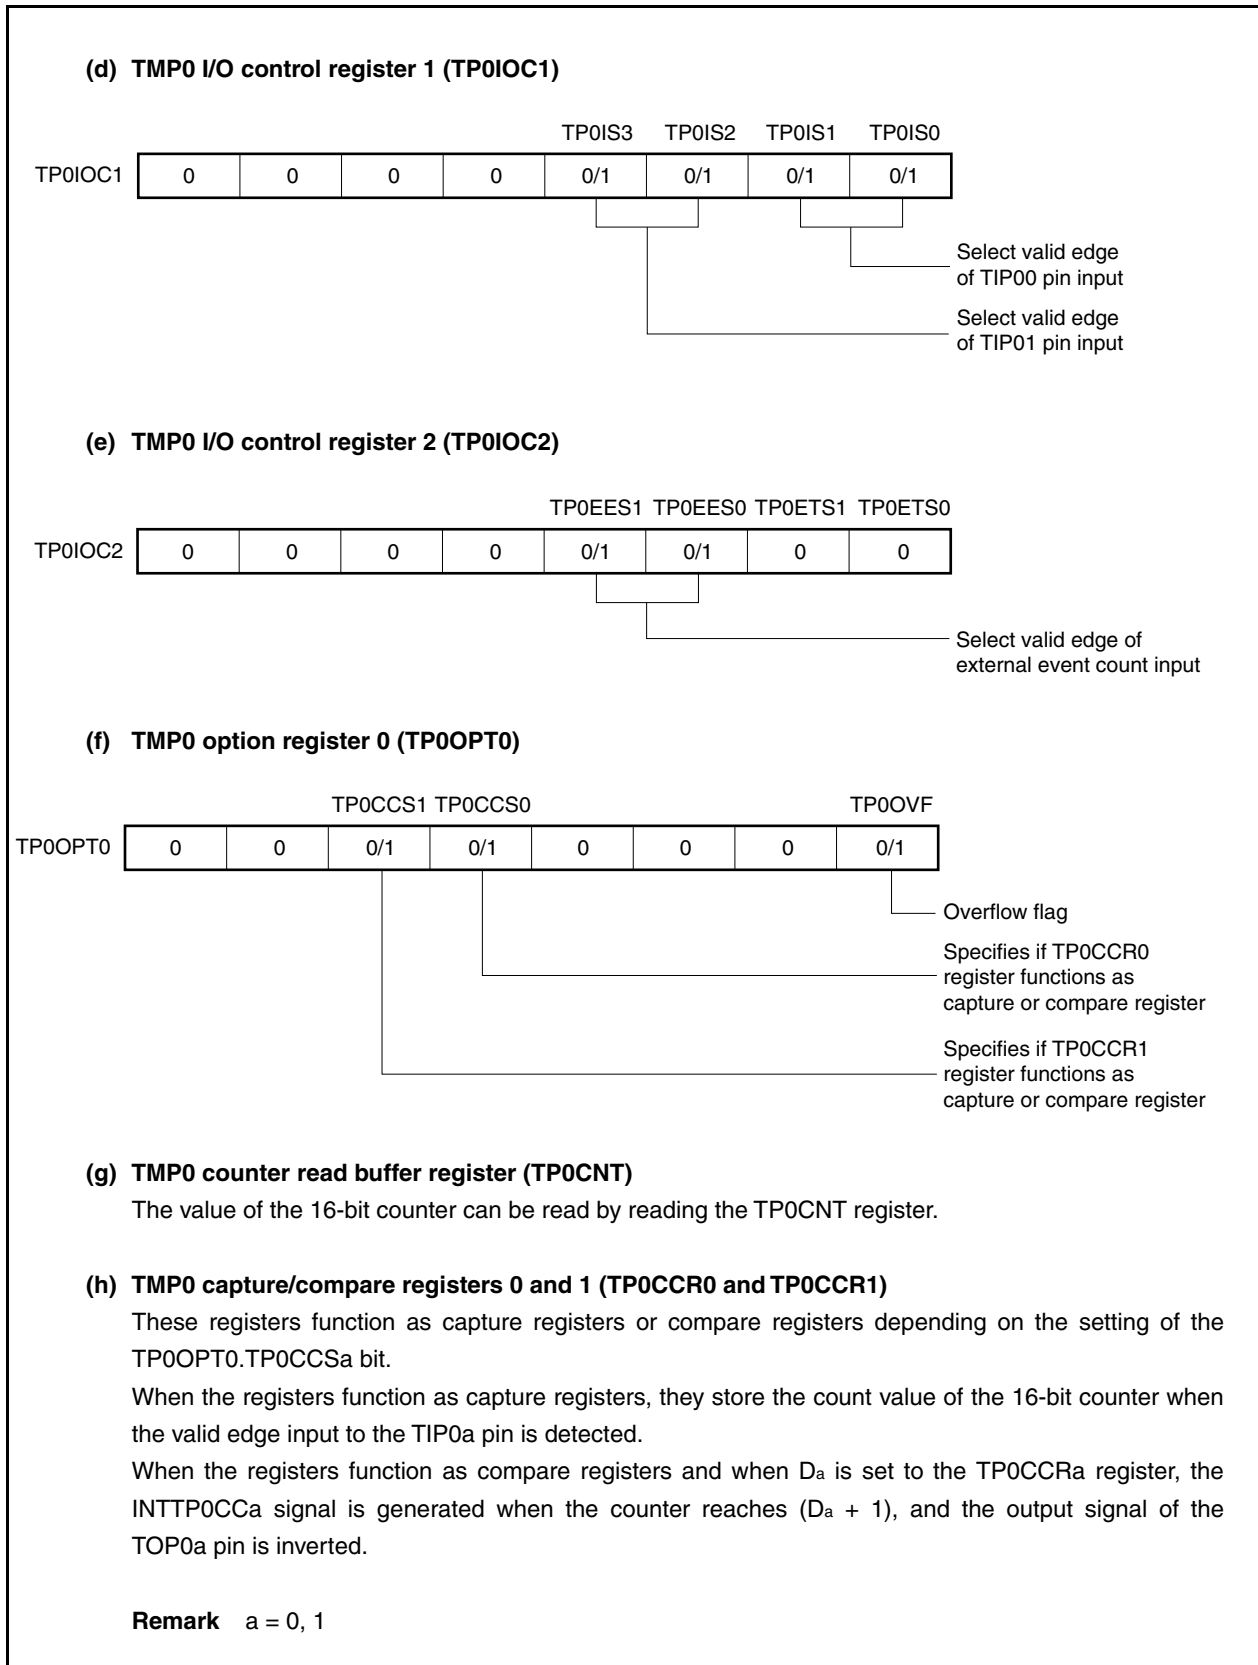 (d) TMP0 I/O control register 1 (TP0IOC1)
TP0IS3 TP0IS2 TP0IS1 TP0IS0
TP0IOC1 0 0 0 0 0/1 0/1 0/1 0/1
Select valid edge
of TIP00 pin input
Select valid edge
of TIP01 pin input
(e) TMP0 I/O control register 2 (TP0IOC2)
TP0EES1 TP0EES0 TP0ETS1 TP0ETS0
TP0IOC2 0 0 0 0 0/1 0/1 0 0
Select valid edge of
external event count input
(f) TMP0 option register 0 (TP0OPT0)
TP0CCS1 TP0CCS0 TP0OVF
TP0OPT0 0 0 0/1 0/1 0 0 0 0/1
Overflow flag
Specifies if TP0CCR0
register functions as
capture or compare register
Specifies if TP0CCR1
register functions as
capture or compare register
(g) TMP0 counter read buffer register (TP0CNT)
The value of the 16-bit counter can be read by reading the TP0CNT register.
(h) TMP0 capture/compare registers 0 and 1 (TP0CCR0 and TP0CCR1)
These registers function as capture registers or compare registers depending on the setting of the
TP0OPT0.TP0CCSa bit.
When the registers function as capture registers, they store the count value of the 16-bit counter when
the valid edge input to the TIP0a pin is detected.
When the registers function as compare registers and when Da is set to the TP0CCRa register, the
INTTP0CCa signal is generated when the counter reaches (Da + 1), and the output signal of the
TOP0a pin is inverted.
Remark a = 0, 1